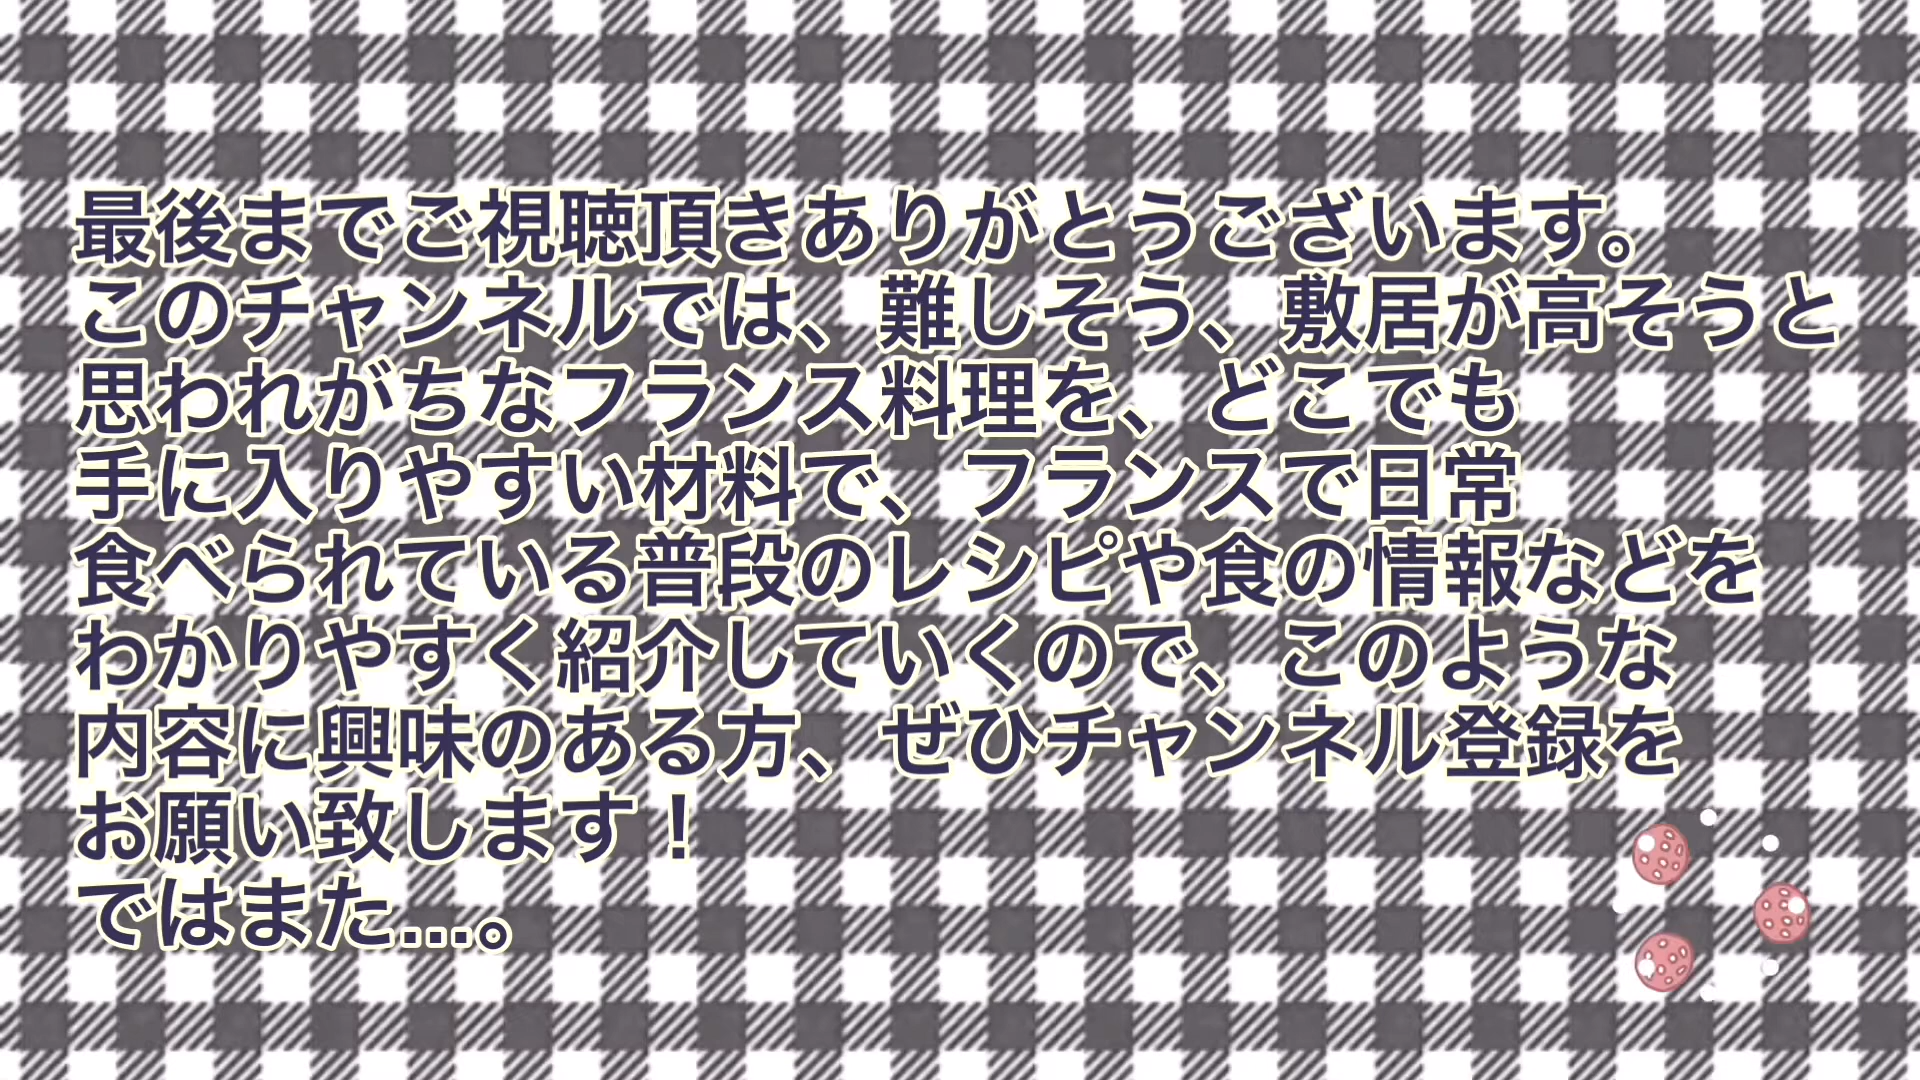 最後までご視聴頂きありがとうございます。
このチャンネルでは、難しそう、敷居が高そうと
思われがちなフランス料理を、どこでも
手に入りやすい材料で、フランスで日常
食べられている普段のレシピや食の情報などを
わかりやすく紹介していくので、このような
内容に興味のある方、ぜひチャンネル登録を
お願い致します！
ではまた…。